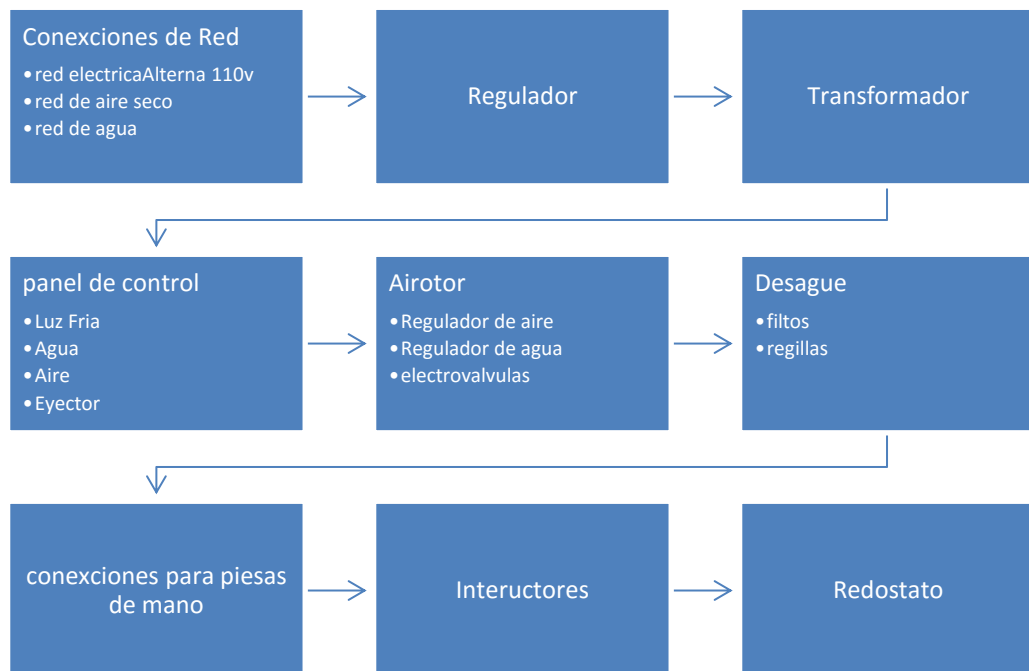 Conexciones de Red
•red electricaAlterna 110v
•red de aire seco
•red de agua
Regulador
Transformador
panel de control
•Luz Fria
•Agua
•Aire
•Eyector
Airotor
•Regulador de aire
•Regulador de agua
•electrovalvulas
Desague
•filtos
•regillas
conexciones para piesas
de mano
Inteructores
Redostato